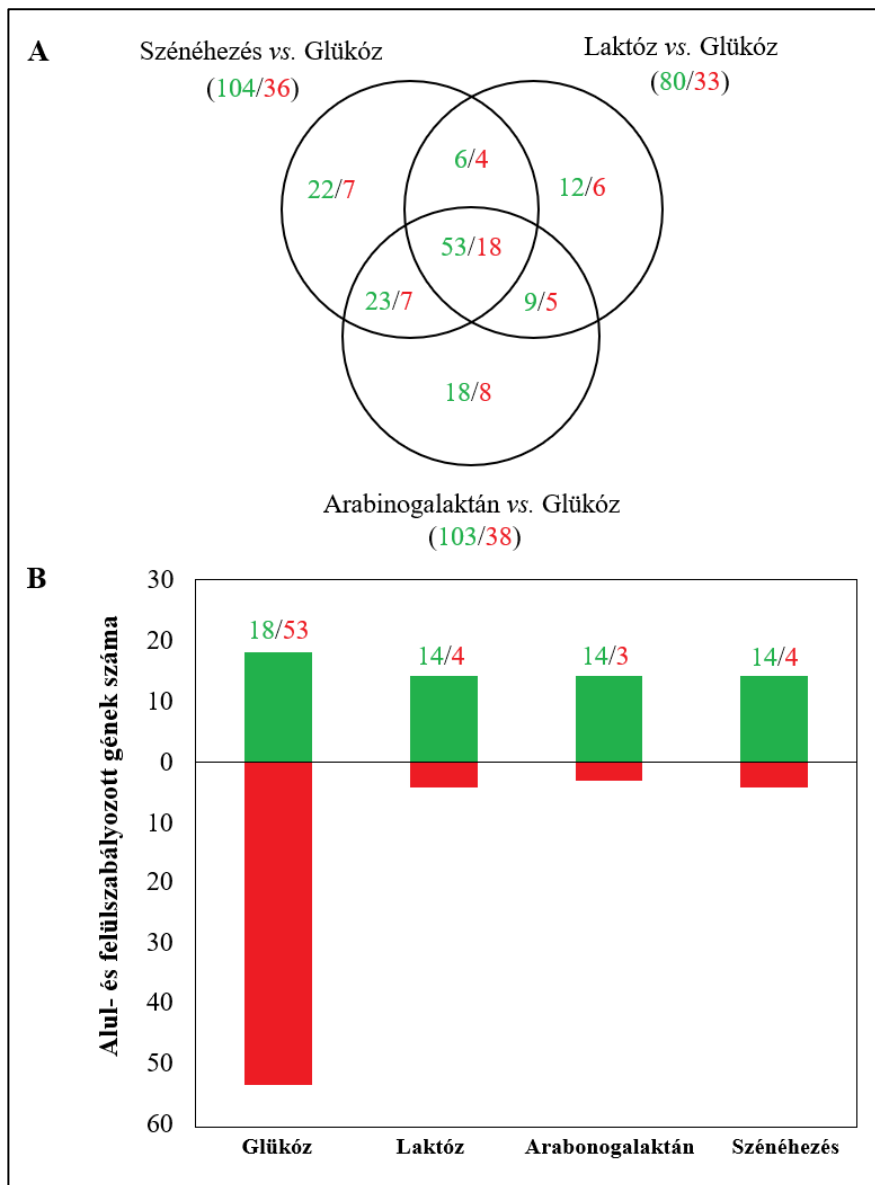 A
Szénéhezés vs. Glükóz
(104/36)
Laktóz vs. Glükóz
(80/33)
22/7
6/4
12/6
53/18
23/7
9/5
18/8
Arabinogalaktán vs. Glükóz
(103/38)
B
Alul- és felülszabályozott gének száma
30
20
10
0
10
20
30
40
50
60
18/53
14/4
14/3
14/4
Glükóz
Laktóz
Arabonogalaktán
Szénéhezés